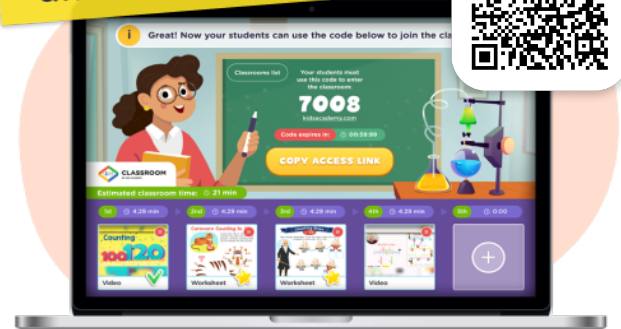 Great! Now your students can use the code below to join the cla
Classrooms list
Your students must
use this code to enter
the classroom:
7008
kidsacademy.com
Code expires in:
00:59:99
COPY ACCESS LINK
CLASSROOM
Estimated classroom time: 21 min
1st 4:29 min
2nd 4:29 min
3rd 4:29 min
4th 4:29 min
5th 0:00
Counting
100
120
Video
Worksheet
Worksheet
Video